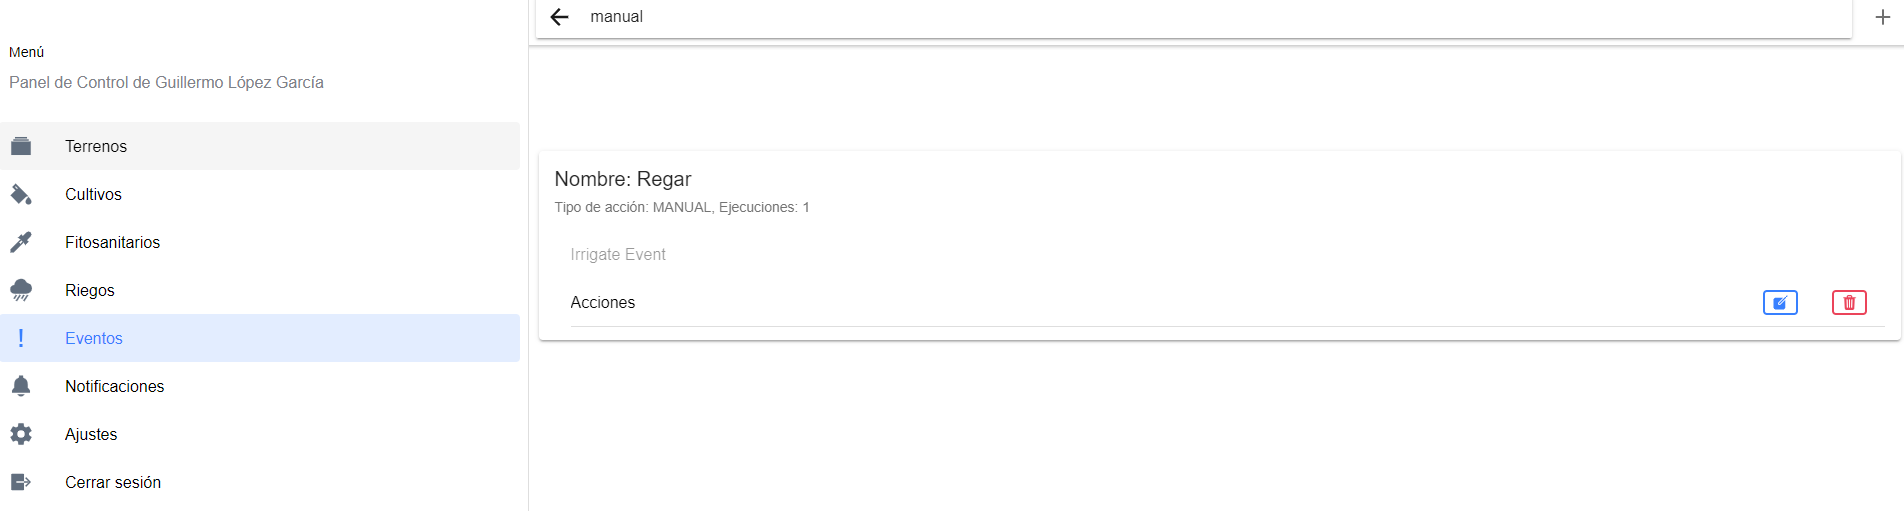 Menú
Panel de Control de Guillermo López García
Terrenos
Cultivos
Fitosanitarios
Riegos
Eventos
Notificaciones
Ajustes
Cerrar sesión
manual
Nombre: Regar
Tipo de acción: MANUAL, Ejecuciones: 1
Irrigate Event
Acciones